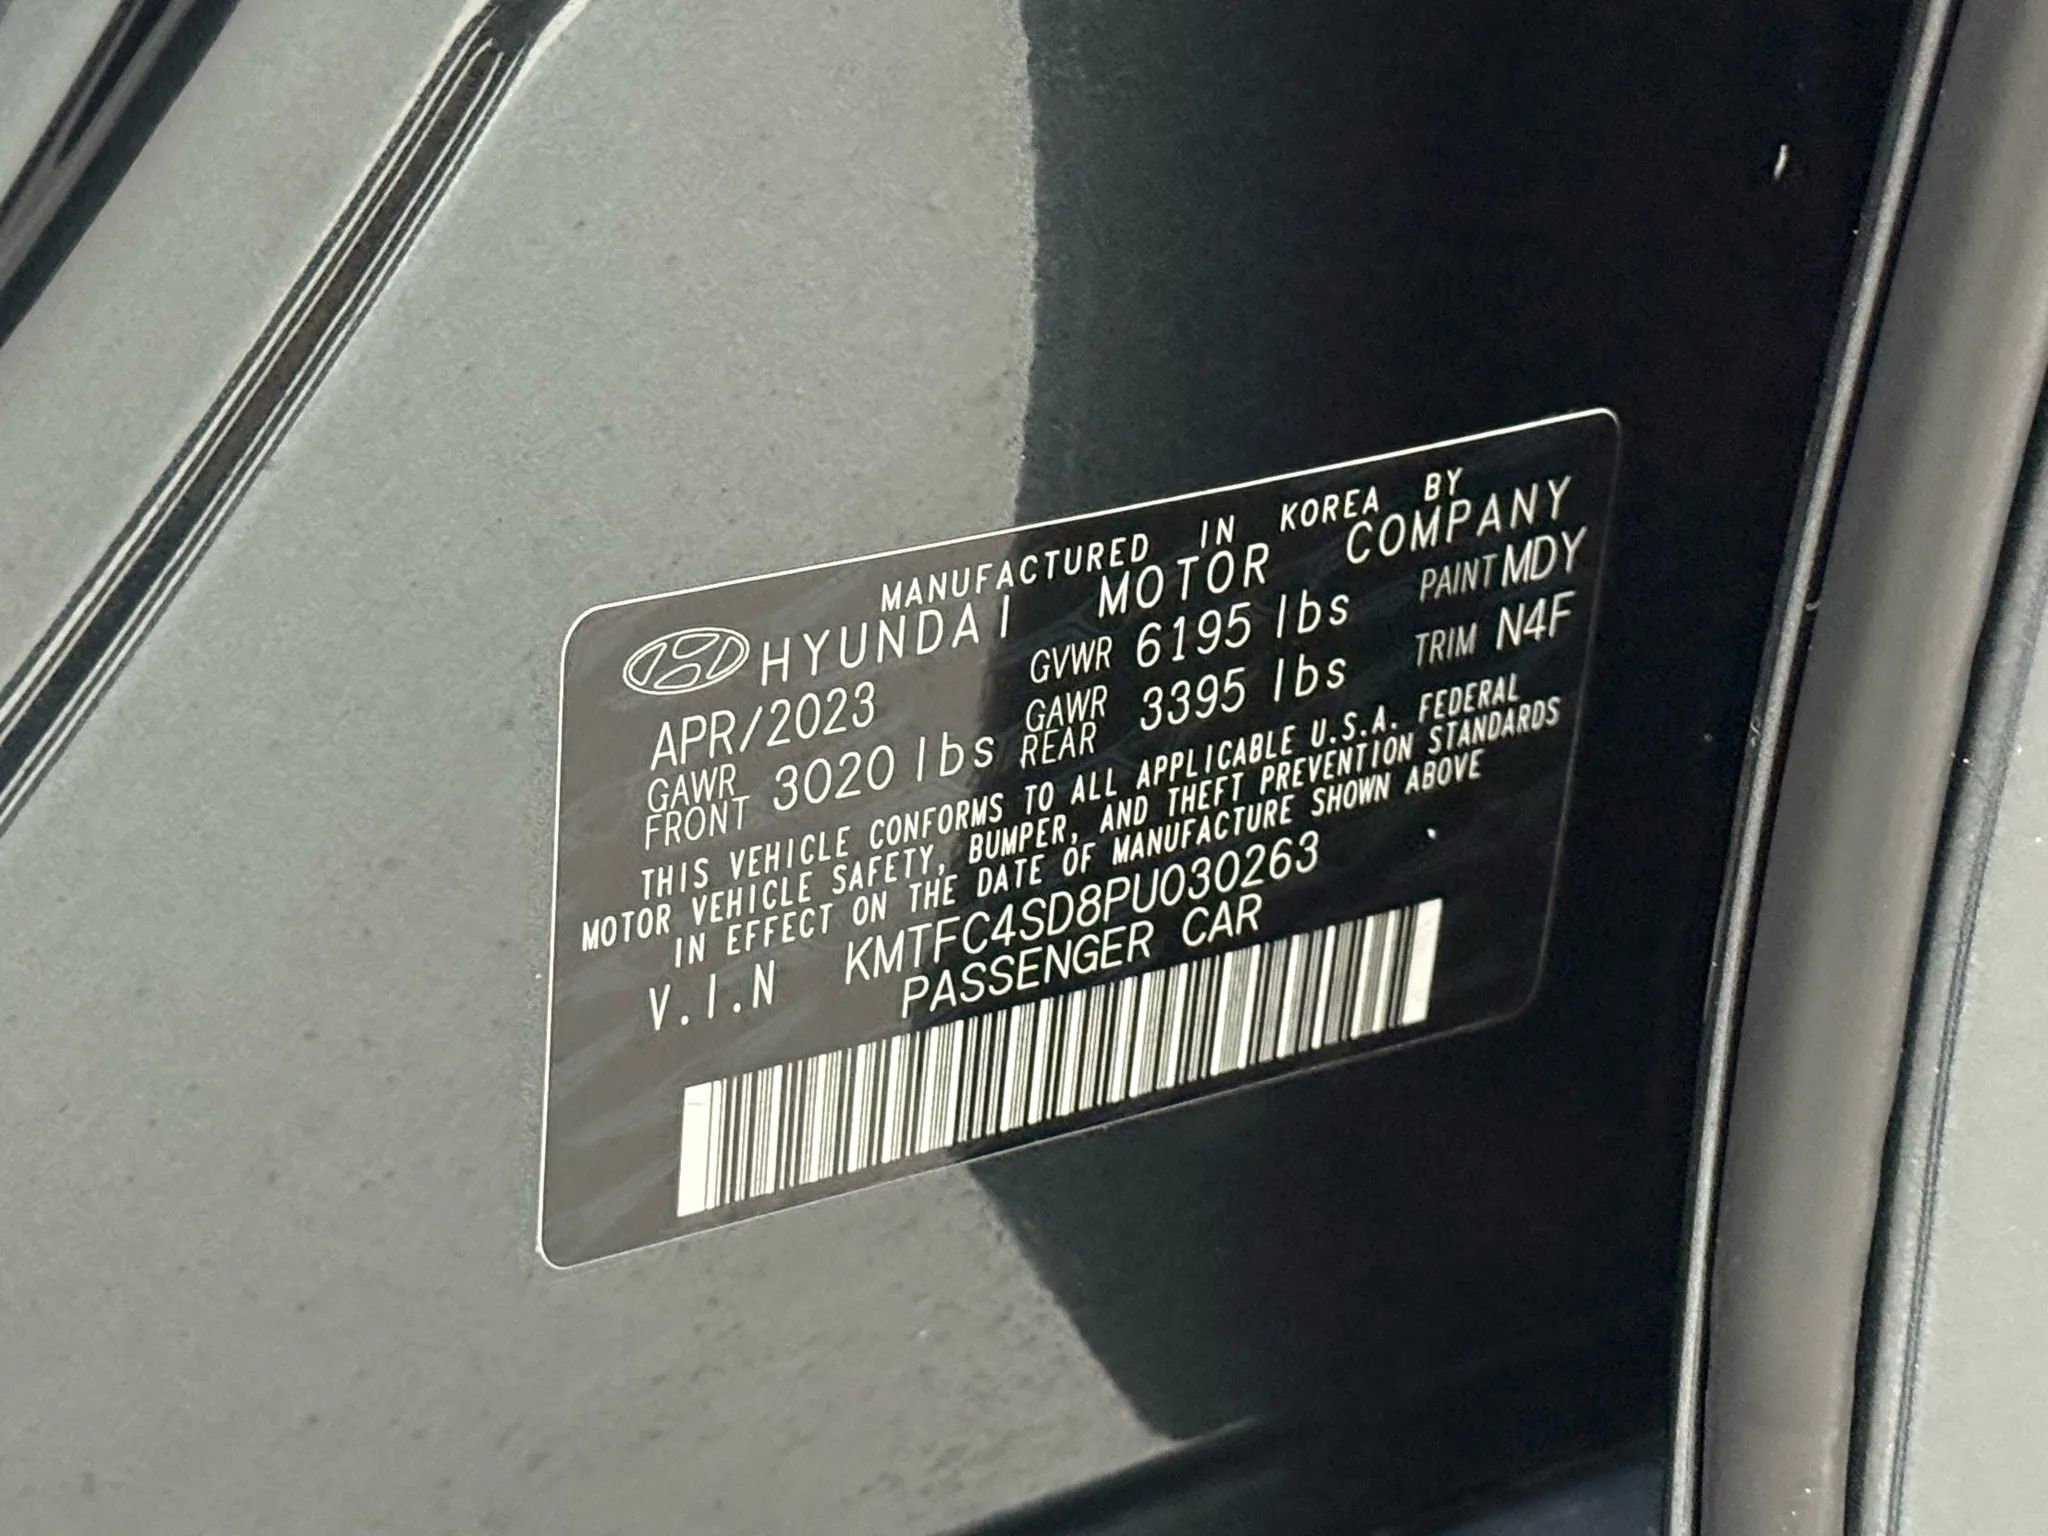 MANUFACTURED IN KOREA BY
HYUNDAI MOTOR COMPANY
APR/2023 GVWR 6195 lbs PAINT MDY
GAWR FRONT 3020 lbs GAWR REAR 3395 lbs TRIM N4F
THIS VEHICLE CONFORMS TO ALL APPLICABLE U.S.A. FEDERAL
MOTOR VEHICLE SAFETY, BUMPER, AND THEFT PREVENTION STANDARDS
IN EFFECT ON THE DATE OF MANUFACTURE SHOWN ABOVE
V.I.N KMTFC4SD8PU030263
PASSENGER CAR